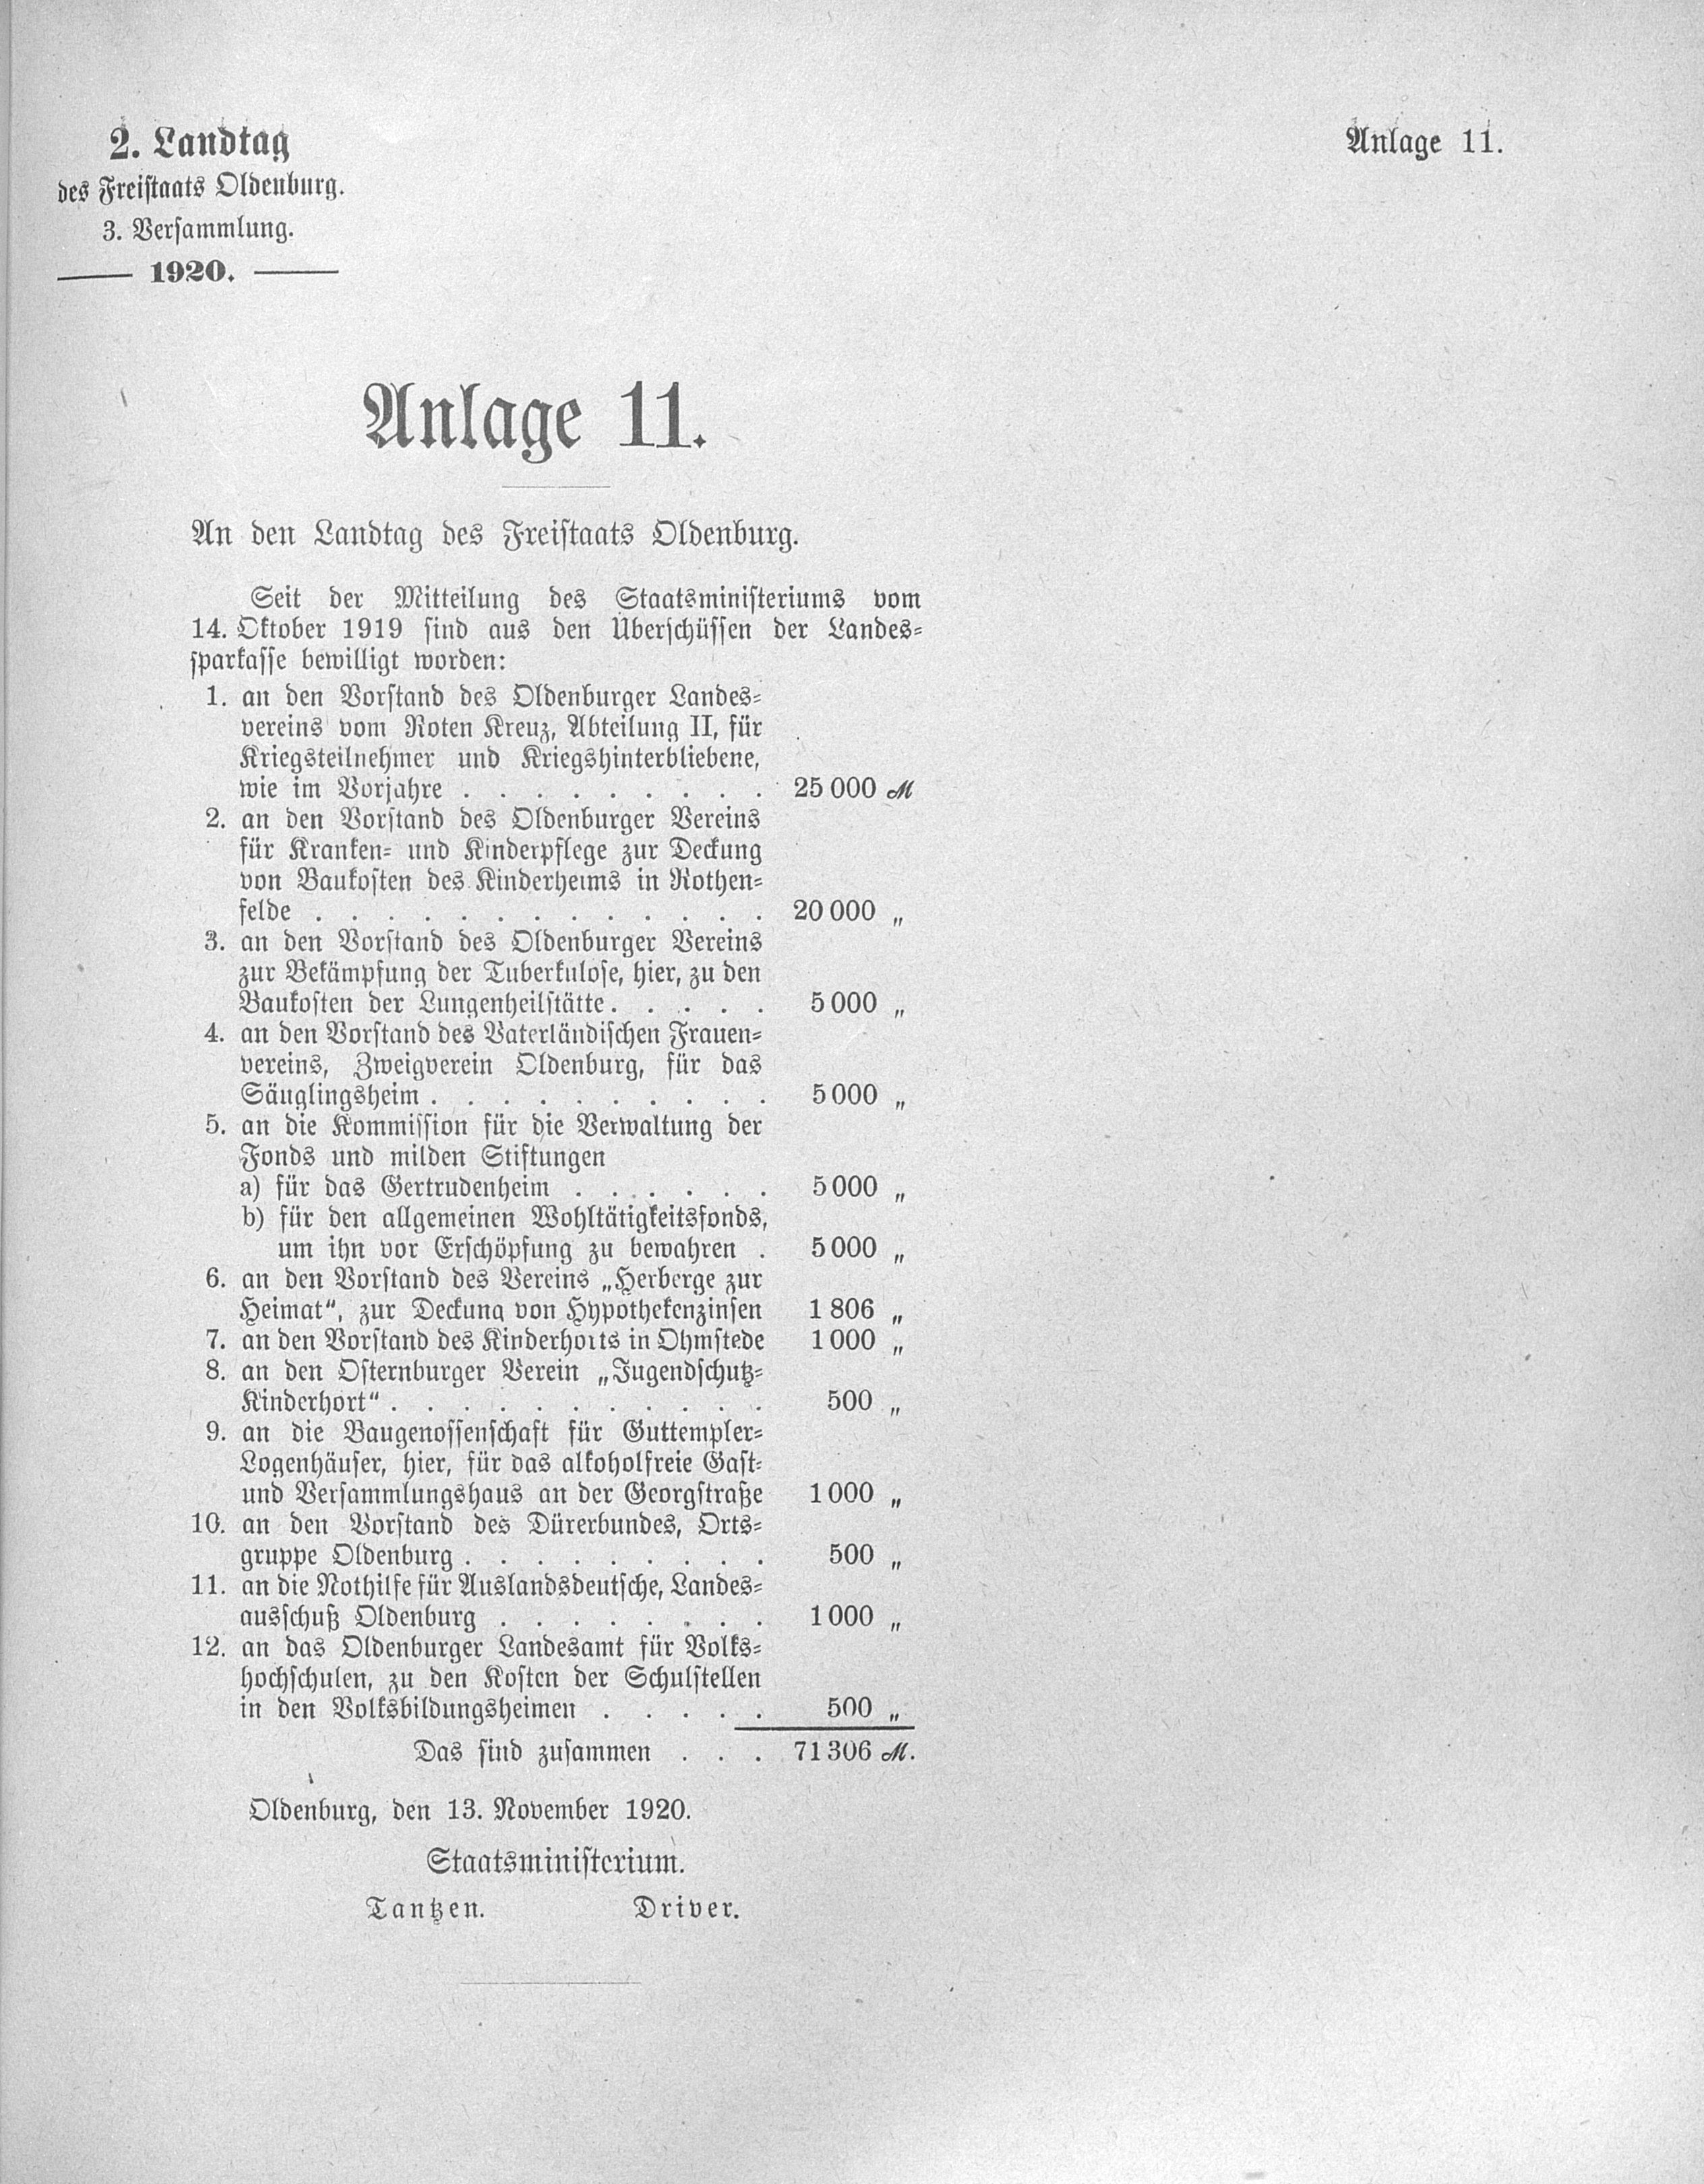 2. Landtag
des Freistaats Oldenburg.
3. Versammlung.
1920.
Anlage 11.
Anlage 11.
An den Landtag des Freistaats Oldenburg.
Seit der Mitteilung des Staatsministeriums vom
14. Oktober 1919 sind aus den Überschüssen der Landes-
sparkasse bewilligt worden:
1. an den Vorstand des Oldenburger Landes-
vereins vom Roten Kreuz, Abteilung II, für
Kriegsteilnehmer und Kriegshinterbliebene,
wie im Vorjahre . . . . . . . . . 25 000 ℳ
2. an den Vorstand des Oldenburger Vereins
für Kranken- und Kinderpflege zur Deckung
von Baukosten des Kinderheims in Rothen-
felde . . . . . . . . . . . . . 20 000 „
3. an den Vorstand des Oldenburger Vereins
zur Bekämpfung der Tuberkulose, hier, zu den
Baukosten der Lungenheilstätte . . . . . 5 000 „
4. an den Vorstand des Vaterländischen Frauen-
vereins, Zweigverein Oldenburg, für das
Säuglingsheim . . . . . . . . . . 5 000 „
5. an die Kommission für die Verwaltung der
Fonds und milden Stiftungen
a) für das Gertrudenheim . . . . . . 5 000 „
b) für den allgemeinen Wohltätigkeitsfonds,
um ihn vor Erschöpfung zu bewahren . 5 000 „
6. an den Vorstand des Vereins „Herberge zur
Heimat“, zur Deckung von Hypothekenzinsen 1 806 „
7. an den Vorstand des Kinderhorts in Ohmstede 1 000 „
8. an den Osternburger Verein „Jugendschutz-
Kinderhort“ . . . . . . . . . . . 500 „
9. an die Baugenossenschaft für Guttempler-
Logenhäuser, hier, für das alkoholfreie Gast-
und Versammlungshaus an der Georgstraße 1 000 „
10. an den Vorstand des Dürerbundes, Orts-
gruppe Oldenburg . . . . . . . . . 500 „
11. an die Nothilfe für Auslandsdeutsche, Landes-
ausschuß Oldenburg . . . . . . . . 1 000 „
12. an das Oldenburger Landesamt für Volks-
hochschulen, zu den Kosten der Schulstellen
in den Volksbildungsheimen . . . . . 500 „
Das sind zusammen . . . 71 306 ℳ.
Oldenburg, den 13. November 1920.
Staatsministerium.
Tantzen. Driver.